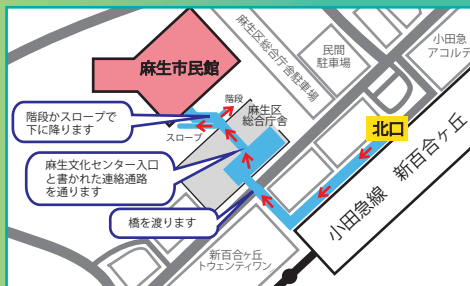 麻生市民館
麻生区総合庁舎駐車場
民間
駐車場
小田急
アコルデ
階段かスロープで
下に降ります
階段
スロープ
麻生区
総合庁舎
北口
麻生文化センター入口
と書かれた連絡通路
を通ります
橋を渡ります
小田急線 新百合ヶ丘
新百合ヶ丘
トウェンティワン